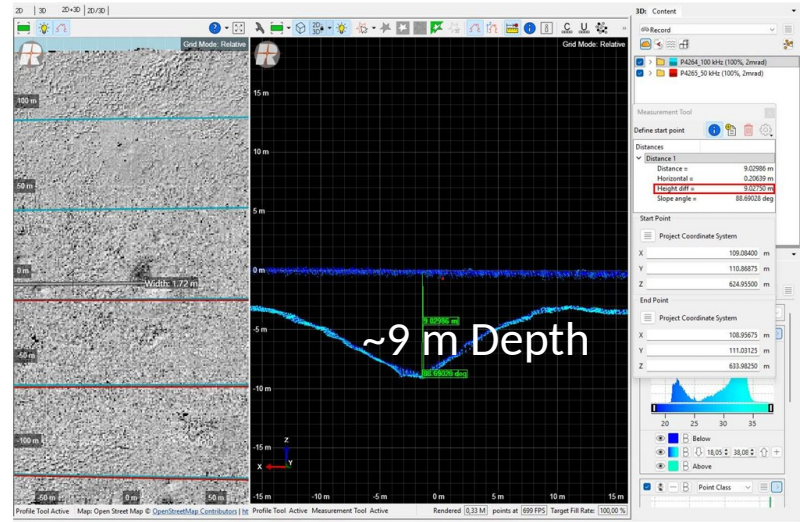 2D 3D 2D+3D 2D/3D
3D: Content
Record
Grid Mode: Relative
Grid Mode: Relative
P4264_100 kHz (100%, 2mrad)
P4265_50 kHz (100%, 2mrad)
Measurement Tool
Define start point
Distances
Distance 1
Distance = 9.02986 m
Horizontal = 0.20639 m
Height diff = 9.02750 m
Slope angle = 88.69028 deg
Start Point
Project Coordinate System
X 109.08400 m
Y 110.86875 m
Z 624.95500 m
End Point
Project Coordinate System
X 108.95675 m
Y 111.03125 m
Z 633.98250 m
100 m
50 m
0 m
-50 m
-100 m
Width: 1.72 m
-50 m 0 m 50 m
15 m
10 m
5 m
0 m
-5 m
-10 m
-15 m
9.02986 m
~9 m Depth
88.69028 deg
Z
X
Y
-15 m -10 m -5 m 0 m 5 m 10 m 15 m
20 25 30 35
Below
18,05 38,08
Above
Point Class
Profile Tool Active Map: Open Street Map © OpenStreetMap Contributors | ht
Profile Tool Active Measurement Tool Active Rendered 0,33 M points at 699 FPS Target Fill Rate: 100,00 %